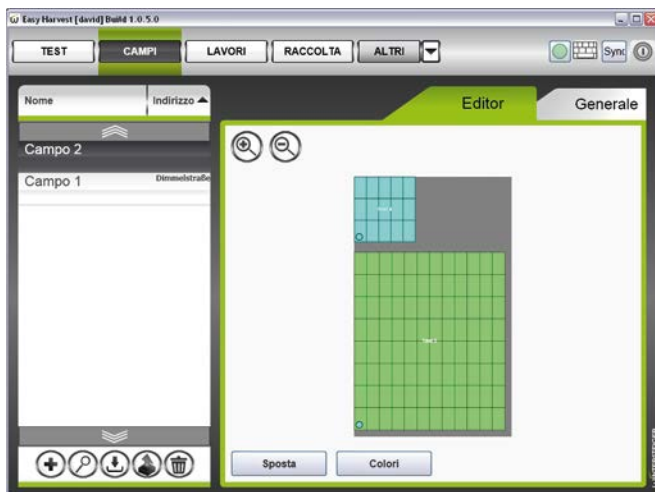 Easy Harvest [david] Build 1.0.5.0
TEST CAMPI LAVORI RACCOLTA ALTRI Sync
Nome Indirizzo
Editor Generale
Campo 2
Campo 1 Dimmelstraße
Sposta Colori
WINTERSTEIGER